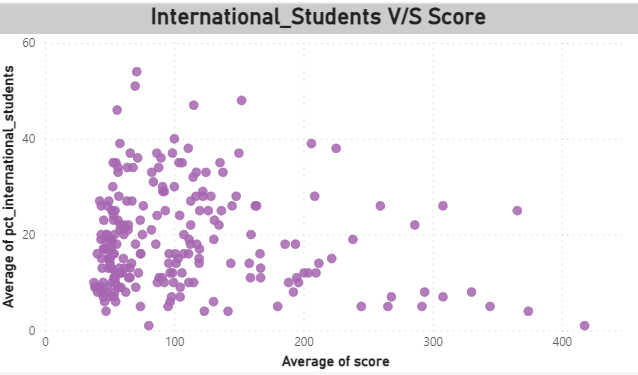 International_Students V/S Score
Average of pct_international_students
60
40
20
0
0 100 200 300 400
Average of score